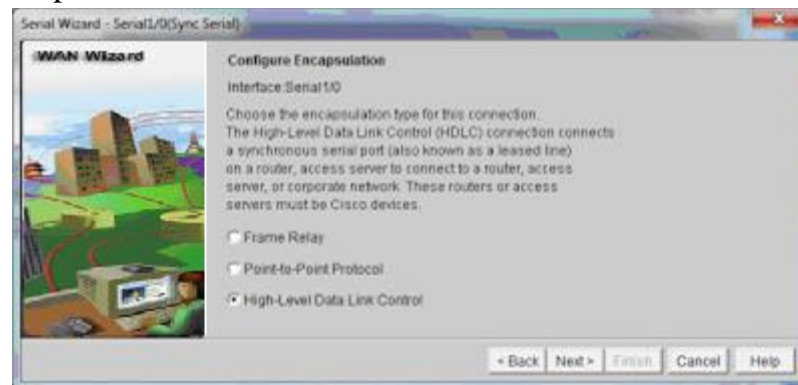 Serial Wizard - Serial1/0(Sync Serial)
WAN Wizard
Configure Encapsulation
Interface:Serial1/0
Choose the encapsulation type for this connection.
The High-Level Data Link Control (HDLC) connection connects
a synchronous serial port (also known as a leased line)
on a router, access server to connect to a router, access
server, or corporate network. These routers or access
servers must be Cisco devices.
Frame Relay
Point-to-Point Protocol
High-Level Data Link Control
< Back Next > Finish Cancel Help